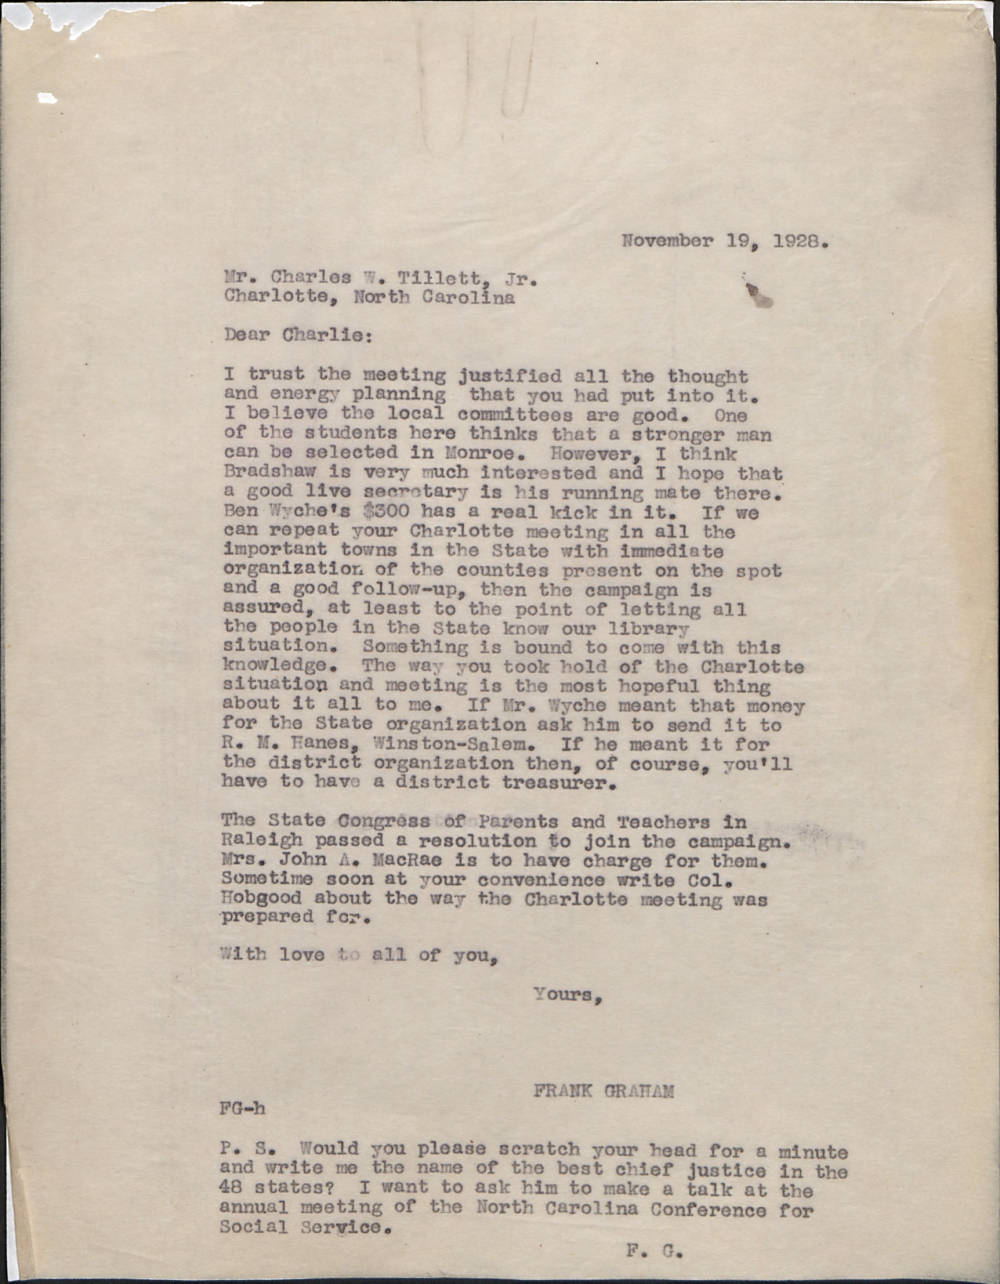 November 19, 1928.
Mr. Charles W. Tillett, Jr.
Charlotte, North Carolina
Dear Charlie:
I trust the meeting justified all the thought
and energy planning that you had put into it.
I believe the local committees are good. One
of the students here thinks that a stronger man
can be selected in Monroe. However, I think
Bradshaw is very much interested and I hope that
a good live secretary is his running mate there.
Ben Wyche's $300 has a real kick in it. If we
can repeat your Charlotte meeting in all the
important towns in the State with immediate
organization of the counties present on the spot
and a good follow-up, then the campaign is
assured, at least to the point of letting all
the people in the State know our library
situation. Something is bound to come with this
knowledge. The way you took hold of the Charlotte
situation and meeting is the most hopeful thing
about it all to me. If Mr. Wyche meant that money
for the State organization ask him to send it to
R. M. Hanes, Winston-Salem. If he meant it for
the district organization then, of course, you'll
have to have a district treasurer.
The State Congress of Parents and Teachers in
Raleigh passed a resolution to join the campaign.
Mrs. John A. MacRae is to have charge for them.
Sometime soon at your convenience write Col.
Hobgood about the way the Charlotte meeting was
prepared for.
With love to all of you,
Yours,
FRANK GRAHAM
FG-h
P. S. Would you please scratch your head for a minute
and write me the name of the best chief justice in the
48 states? I want to ask him to make a talk at the
annual meeting of the North Carolina Conference for
Social Service.
F. G.